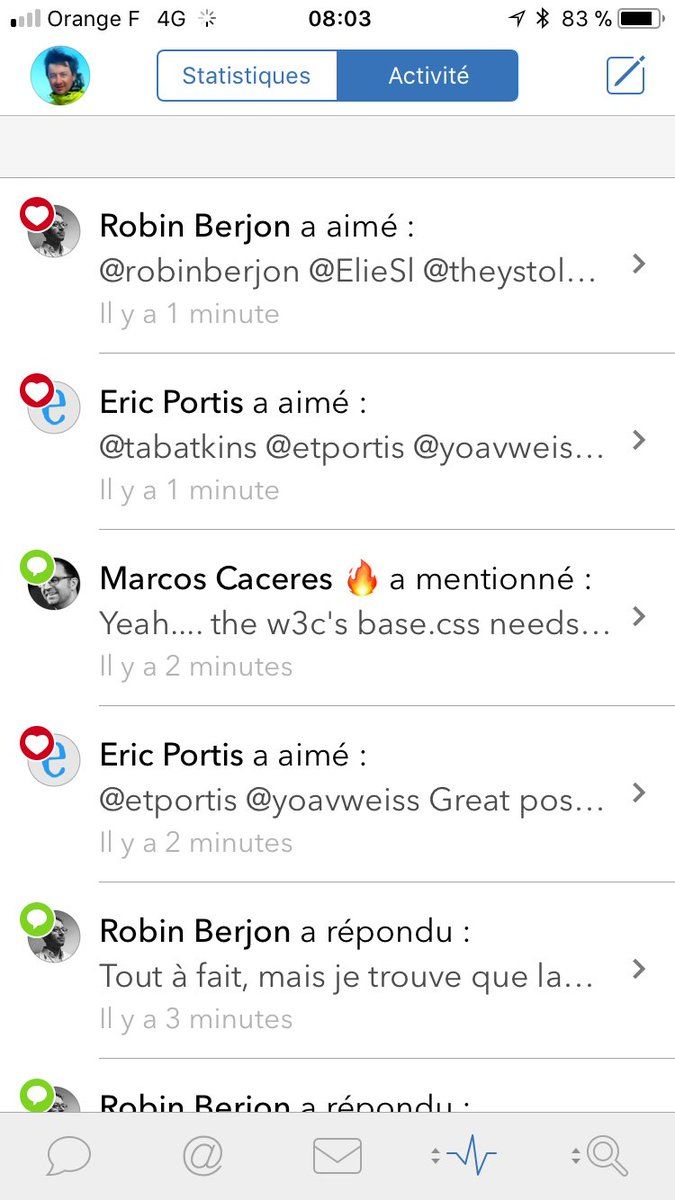 Orange F 4G 08:03 83 %
Statistiques Activité
Robin Berjon a aimé :
@robinberjon @ElieSl @theystol…
Il y a 1 minute
Eric Portis a aimé :
@tabatkins @etportis @yoavweis…
Il y a 1 minute
Marcos Caceres 🔥 a mentionné :
Yeah.... the w3c's base.css needs…
Il y a 2 minutes
Eric Portis a aimé :
@etportis @yoavweiss Great pos…
Il y a 2 minutes
Robin Berjon a répondu :
Tout à fait, mais je trouve que la…
Il y a 3 minutes
Robin Berjon a répondu :